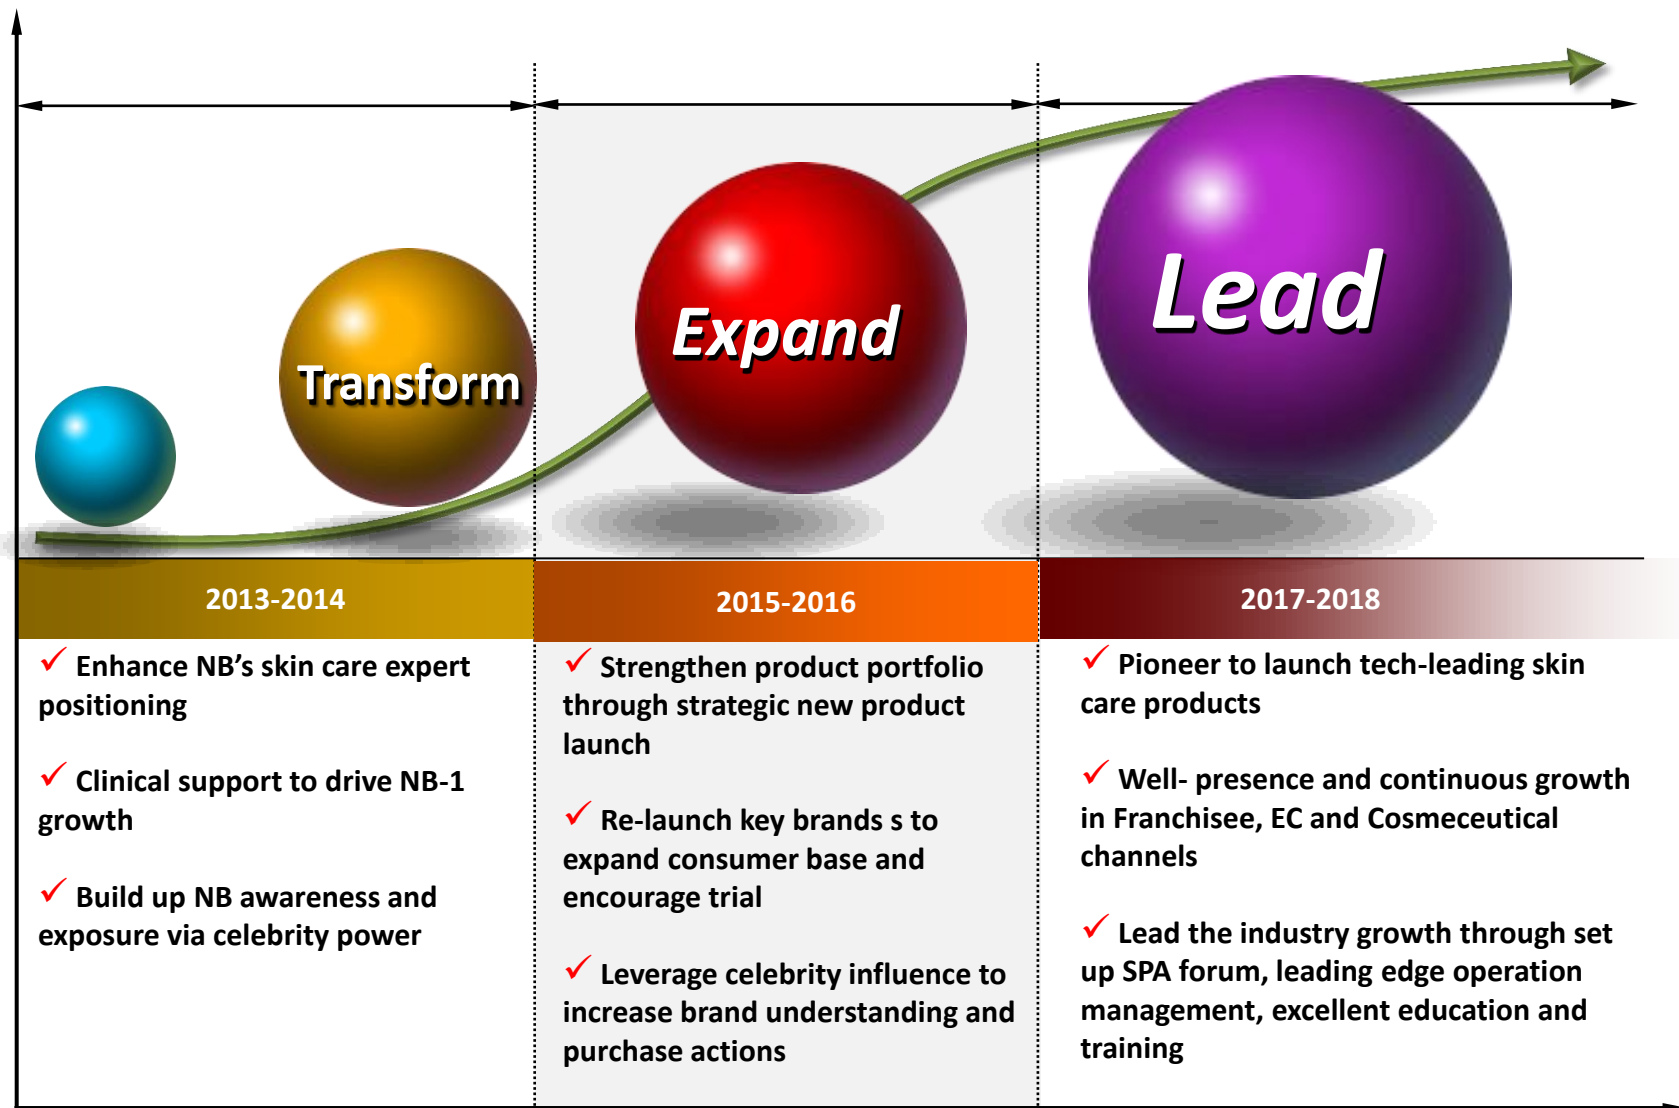 Transform
Expand
Lead
2013-2014
2015-2016
2017-2018
✓ Enhance NB’s skin care expert
positioning
✓ Clinical support to drive NB-1
growth
✓ Build up NB awareness and
exposure via celebrity power
✓ Strengthen product portfolio
through strategic new product
launch
✓ Re-launch key brands s to
expand consumer base and
encourage trial
✓ Leverage celebrity influence to
increase brand understanding and
purchase actions
✓ Pioneer to launch tech-leading skin
care products
✓ Well- presence and continuous growth
in Franchisee, EC and Cosmeceutical
channels
✓ Lead the industry growth through set
up SPA forum, leading edge operation
management, excellent education and
training